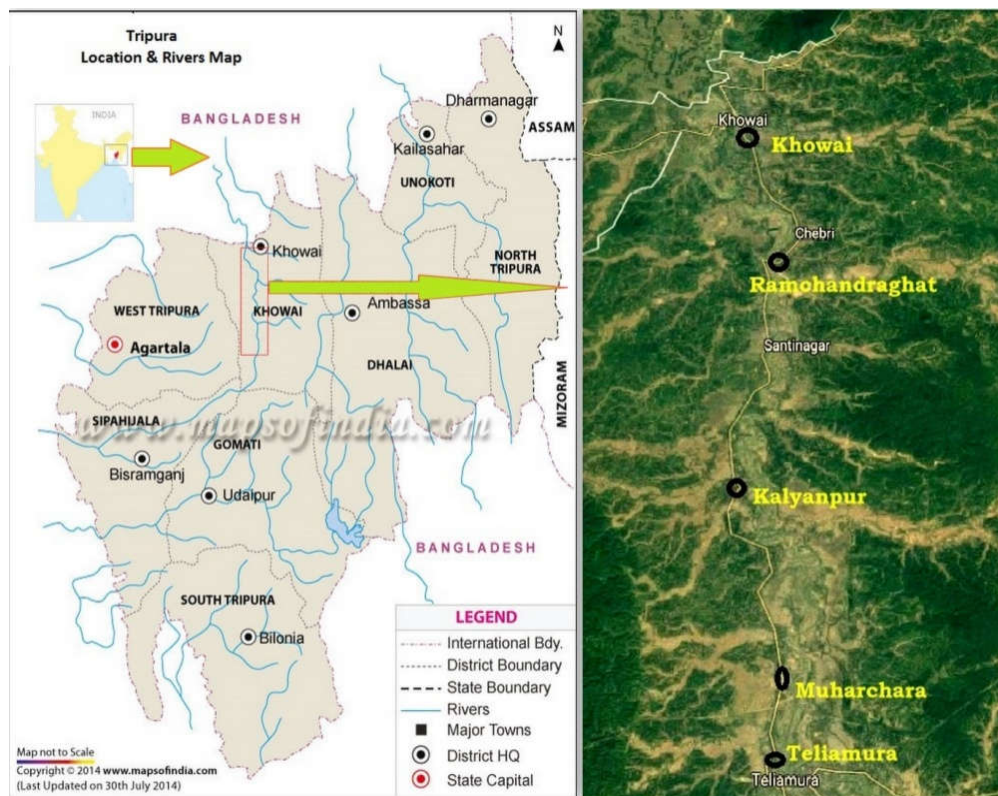 Tripura
Location & Rivers Map
N
INDIA
BANGLADESH
Dharmanagar
ASSAM
Kailasahar
UNOKOTI
Khowai
NORTH
TRIPURA
WEST TRIPURA
KHOWAI
Ambassa
Agartala
DHALAI
MIZORAM
SIPAHIJALA
www.mapsofindia.com
GOMATI
Bisramganj
Udaipur
BANGLADESH
SOUTH TRIPURA
Bilonia
LEGEND
International Bdy.
District Boundary
State Boundary
Rivers
Major Towns
District HQ
State Capital
Map not to Scale
Copyright © 2014 www.mapsofindia.com
(Last Updated on 30th July 2014)
Khowai
Khowai
Chebri
Ramchandraghat
Santinagar
Kalyanpur
Muharchara
Teliamura
Teliamura